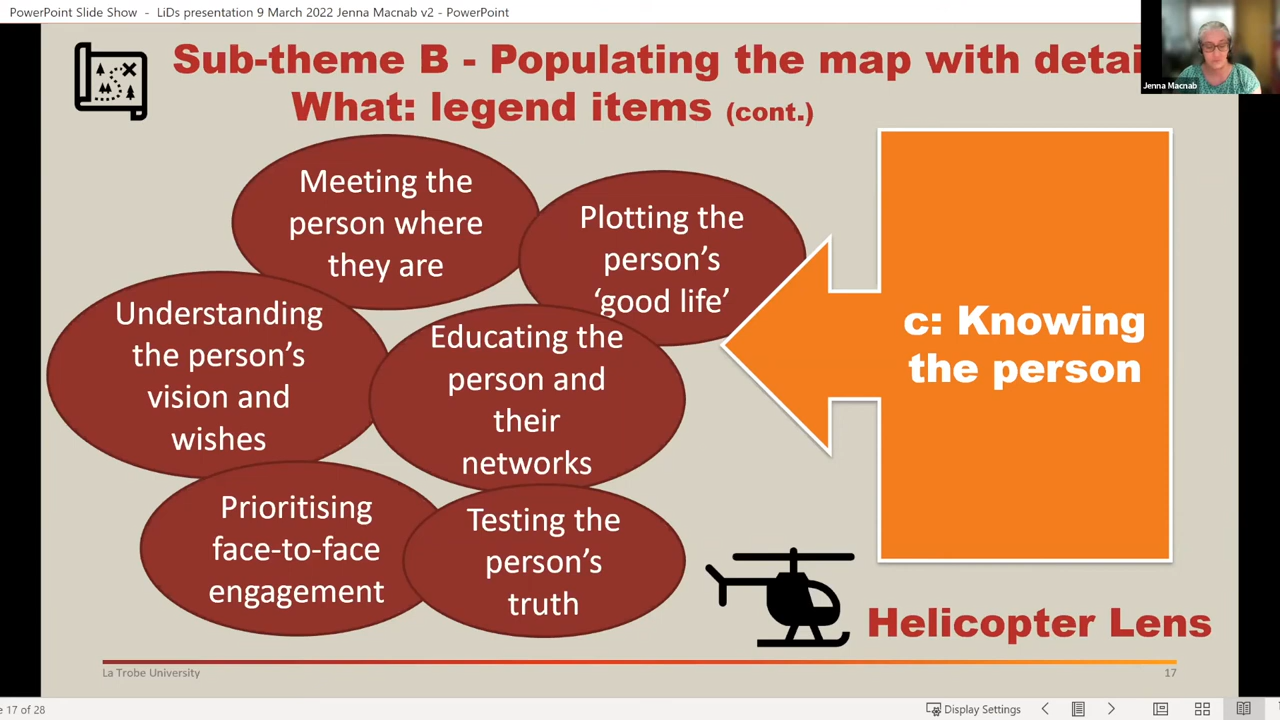 PowerPoint Slide Show - LiDs presentation 9 March 2022 Jenna Macnab v2 - PowerPoint
Jenna Macnab
Sub-theme B - Populating the map with detai
What: legend items (cont.)
Meeting the
person where
they are
Plotting the
person's
'good life'
Understanding
the person's
vision and
wishes
Educating the
person and
their
networks
Prioritising
face-to-face
engagement
Testing the
person's
truth
c: Knowing
the person
Helicopter Lens
La Trobe University
17
e 17 of 28
Display Settings